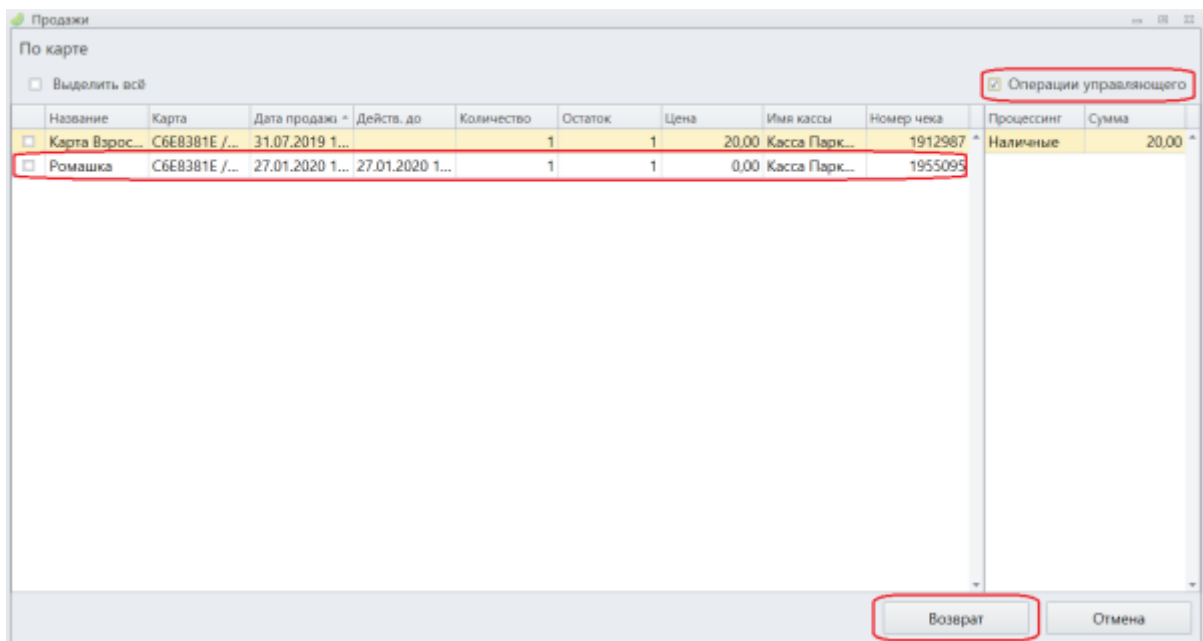 Продажи
По карте
Выделить всё Операции управляющего
Название Карта Дата продажи Действ. до Количество Остаток Цена Имя кассы Номер чека Процессинг Сумма
Карта Взрос... C6E8381E /... 31.07.2019 1... 1 1 20,00 Касса Парк... 1912987 Наличные 20,00
Ромашка C6E8381E /... 27.01.2020 1... 27.01.2020 1... 1 1 0,00 Касса Парк... 1955095
Возврат Отмена